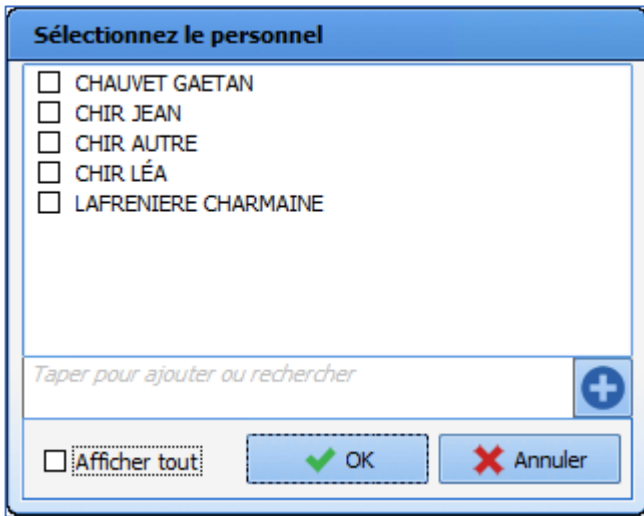 Sélectionnez le personnel
CHAUVET GAETAN
CHIR JEAN
CHIR AUTRE
CHIR LÉA
LAFRENIERE CHARMAINE
Taper pour ajouter ou rechercher
Afficher tout OK Annuler